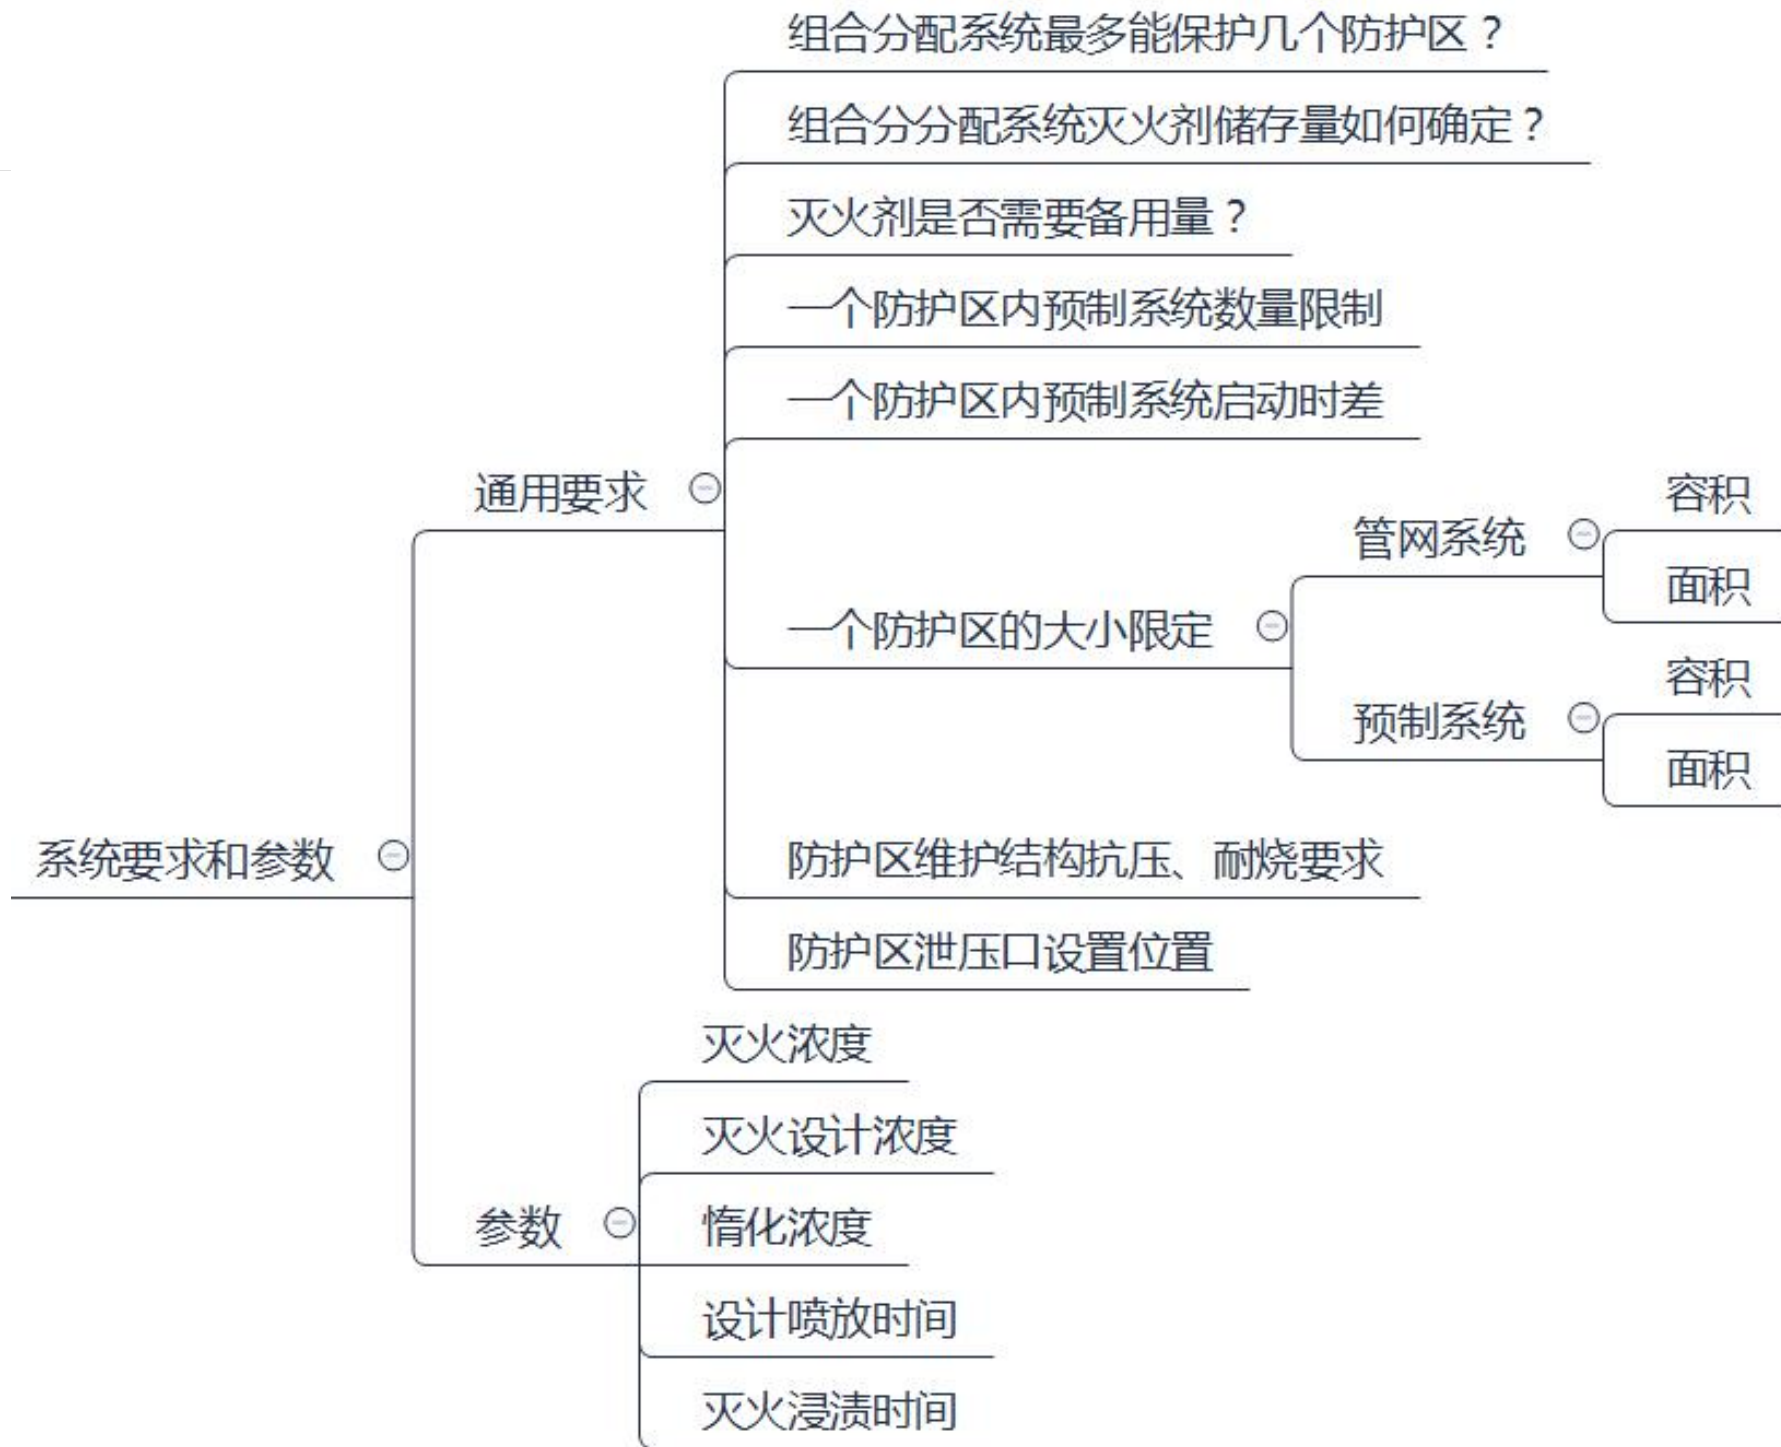 组合分配系统最多能保护几个防护区？
组合分分配系统灭火剂储存量如何确定？
灭火剂是否需要备用量？
一个防护区内预制系统数量限制
一个防护区内预制系统启动时差
通用要求
容积
管网系统
面积
一个防护区的大小限定
容积
预制系统
面积
系统要求和参数
防护区维护结构抗压、耐烧要求
防护区泄压口设置位置
灭火浓度
灭火设计浓度
参数
惰化浓度
设计喷放时间
灭火浸渍时间